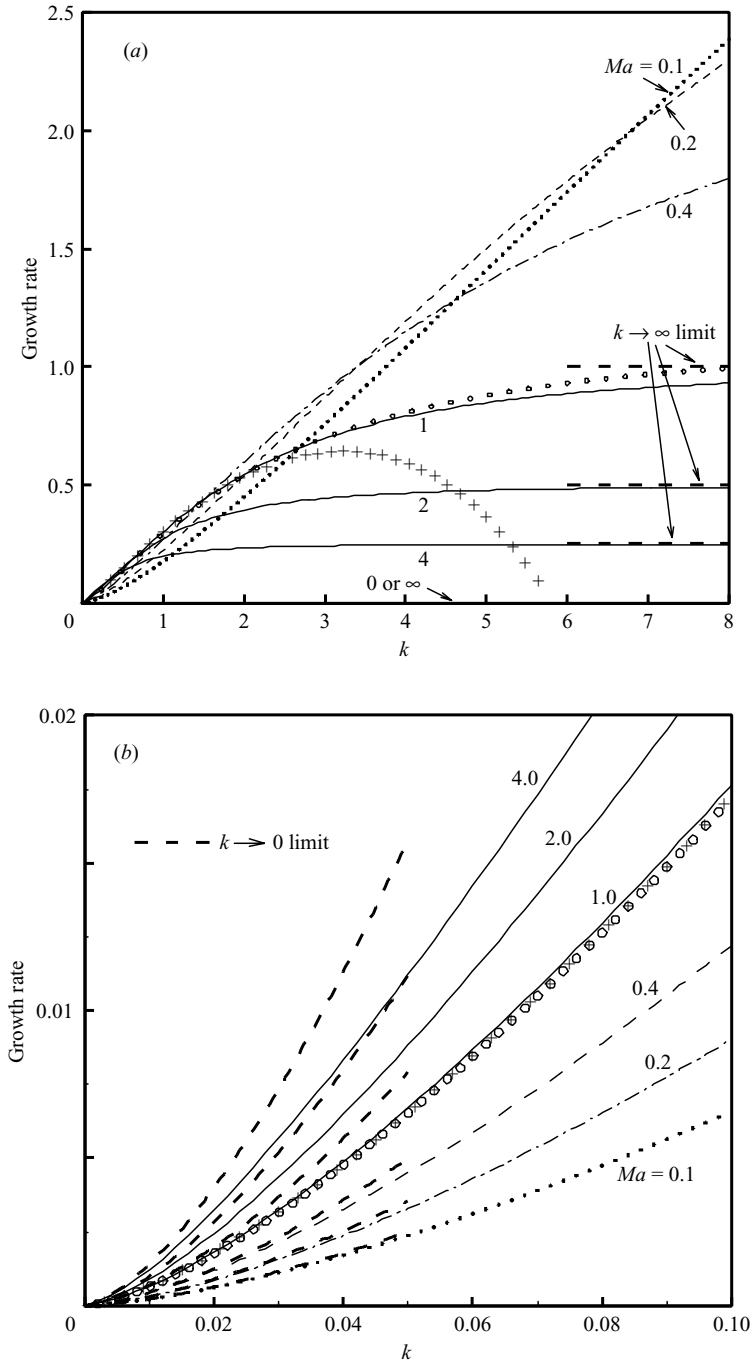 2.5
(a)
Ma = 0.1
2.0
0.2
0.4
1.5
Growth rate
k → ∞ limit
1.0
1
0.5
2
4
0 or ∞
0 1 2 3 4 5 6 7 8
k
0.02
(b)
4.0
k → 0 limit
2.0
1.0
0.01
0.4
Growth rate
0.2
Ma = 0.1
0 0.02 0.04 0.06 0.08 0.10
k